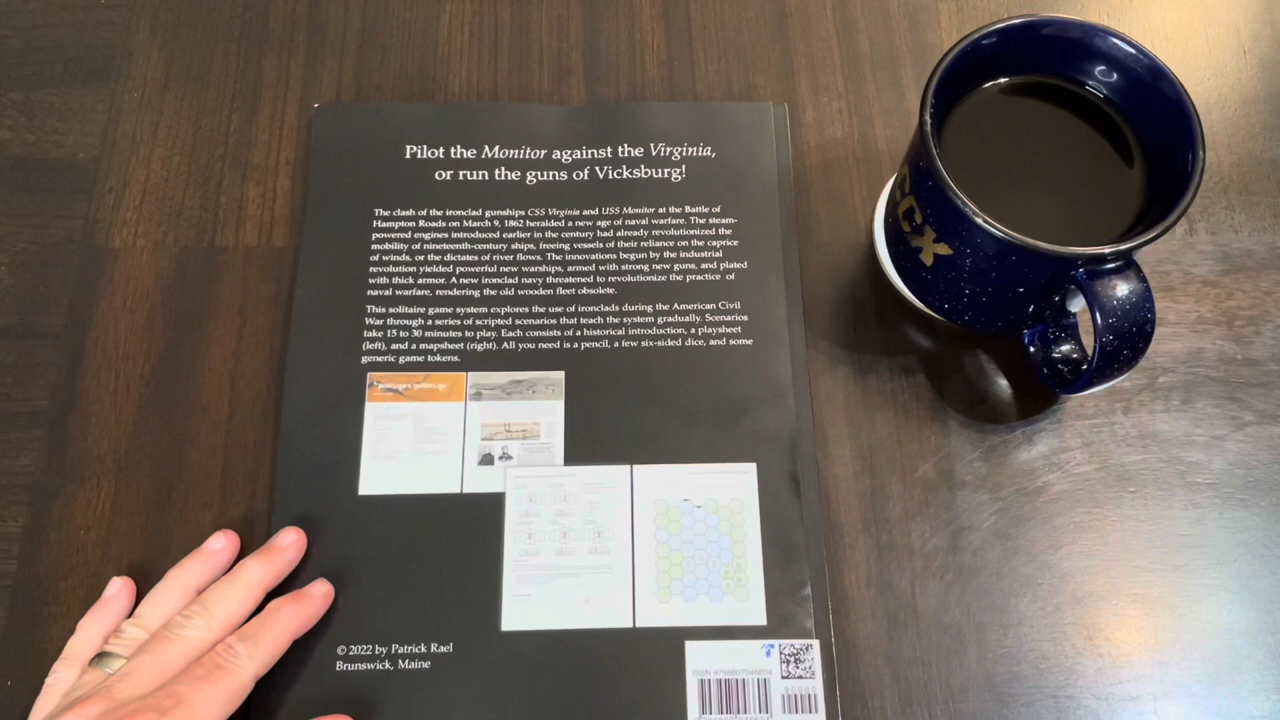 Pilot the Monitor against the Virginia,
or run the guns of Vicksburg!
The clash of the ironclad gunships CSS Virginia and USS Monitor at the Battle of
Hampton Roads on March 9, 1862 heralded a new age of naval warfare. The steam-
powered engines introduced earlier in the century had already revolutionized the
mobility of nineteenth-century ships, freeing vessels of their reliance on the caprice
of winds, or the dictates of river flows. The innovations begun by the industrial
revolution yielded powerful new warships, armed with strong new guns, and plated
with thick armor. A new ironclad navy threatened to revolutionize the practice of
naval warfare, rendering the old wooden fleet obsolete.
This solitaire game system explores the use of ironclads during the American Civil
War through a series of scripted scenarios that teach the system gradually. Scenarios
take 15 to 30 minutes to play. Each consists of a historical introduction, a playsheet
(left), and a mapsheet (right). All you need is a pencil, a few six-sided dice, and some
generic game tokens.
© 2022 by Patrick Rael
Brunswick, Maine
ISBN 9798807046604
90000
CCX